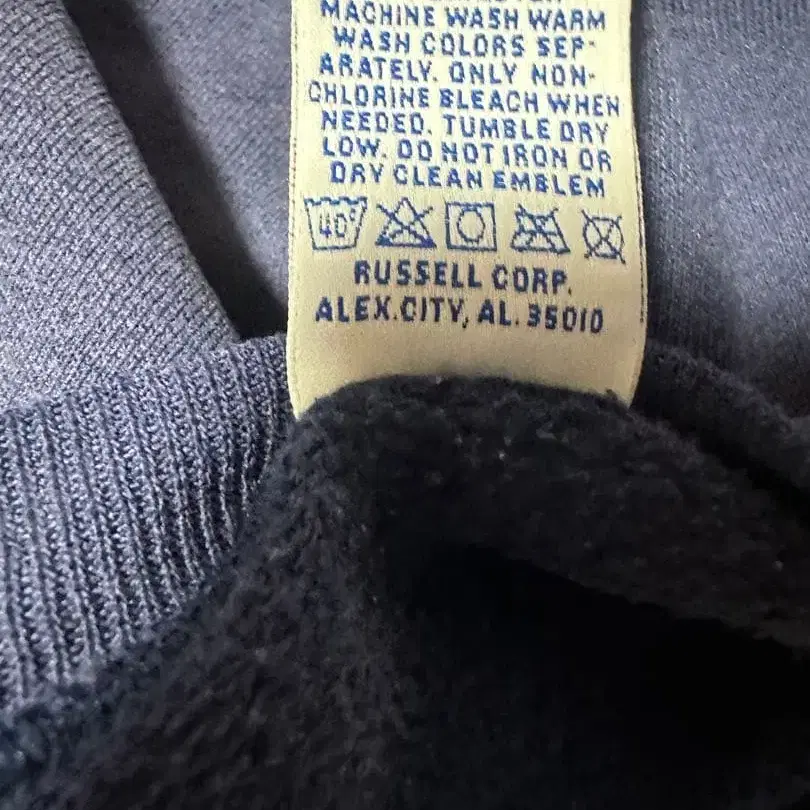 MACHINE WASH WARM
WASH COLORS SEP-
ARATELY. ONLY NON-
CHLORINE BLEACH WHEN
NEEDED. TUMBLE DRY
LOW. DO NOT IRON OR
DRY CLEAN EMBLEM
40°
RUSSELL CORP.
ALEX.CITY, AL. 35010